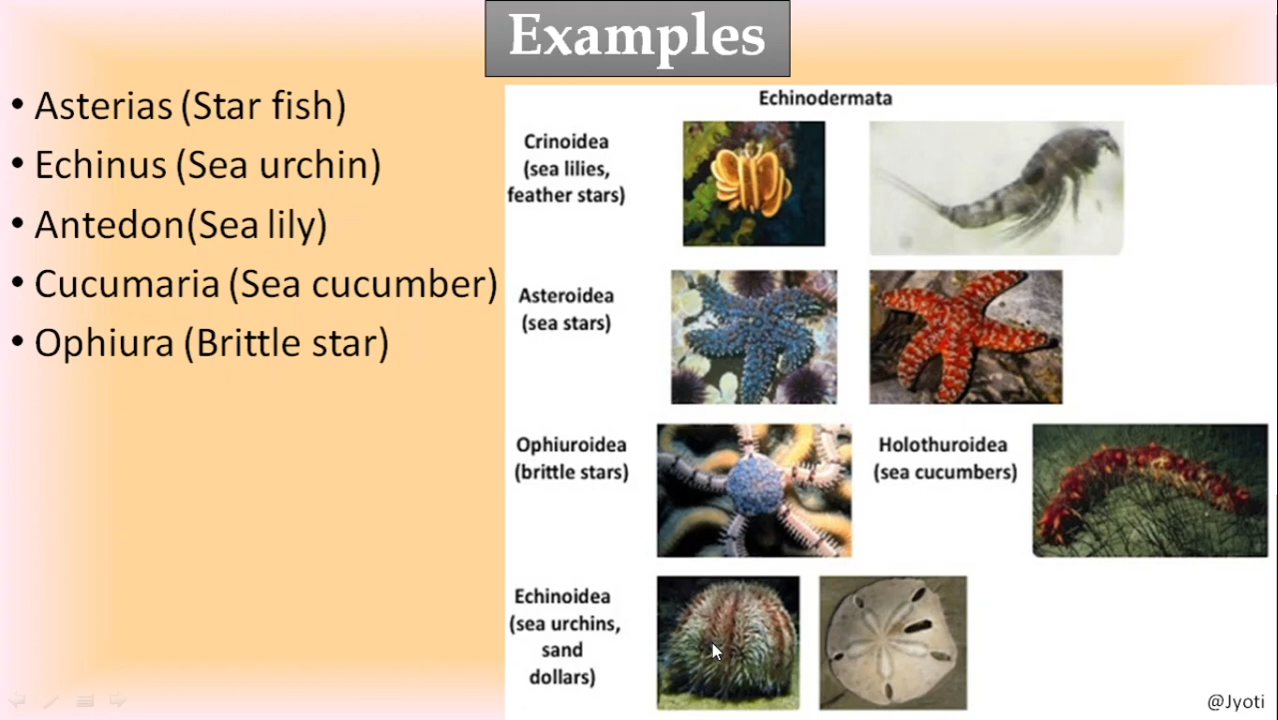 Examples
• Asterias (Star fish)
• Echinus (Sea urchin)
• Antedon(Sea lily)
• Cucumaria (Sea cucumber)
• Ophiura (Brittle star)
Echinodermata
Crinoidea
(sea lilies,
feather stars)
Asteroidea
(sea stars)
Ophiuroidea
(brittle stars)
Holothuroidea
(sea cucumbers)
Echinoidea
(sea urchins,
sand
dollars)
@Jyoti